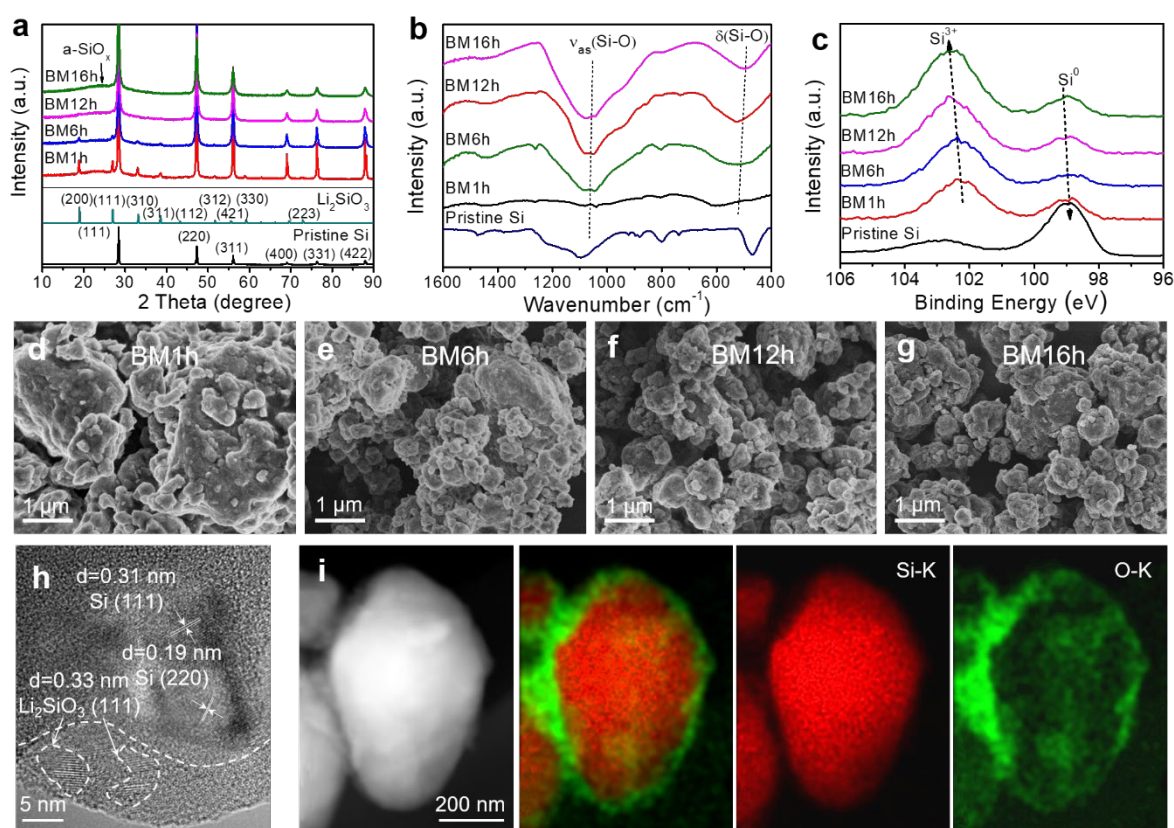 a
Intensity (a.u.)
a-SiOx
BM16h
BM12h
BM6h
BM1h
Li2SiO3
(200) (111) (310) (311) (112) (312) (421) (330) (223)
Pristine Si
(111) (220) (311) (400) (331) (422)
10 20 30 40 50 60 70 80 90
2 Theta (degree)
b
Intensity (a.u.)
νas(Si-O)
δ(Si-O)
BM16h
BM12h
BM6h
BM1h
Pristine Si
1600 1400 1200 1000 800 600 400
Wavenumber (cm-1)
c
Intensity (a.u.)
Si3+
Si0
BM16h
BM12h
BM6h
BM1h
Pristine Si
106 104 102 100 98 96
Binding Energy (eV)
d
BM1h
1 μm
e
BM6h
1 μm
f
BM12h
1 μm
g
BM16h
1 μm
h
d=0.31 nm
Si (111)
d=0.19 nm
Si (220)
d=0.33 nm
Li2SiO3 (111)
5 nm
i
200 nm
Si-K
O-K